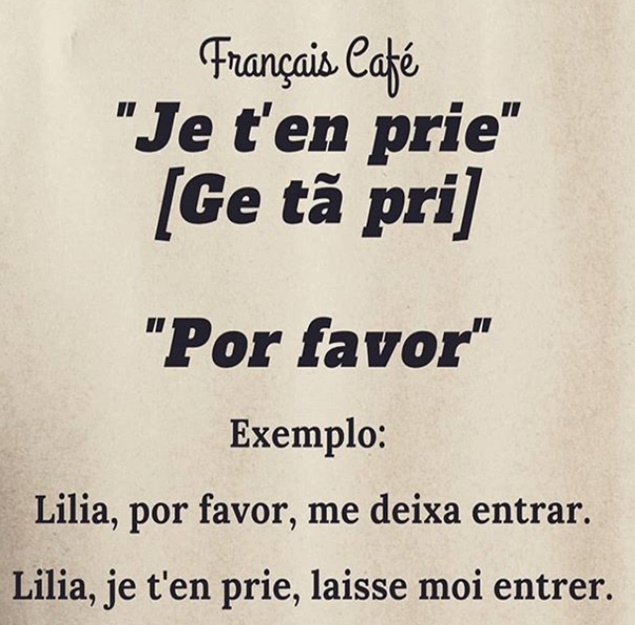 Français Café
"Je t'en prie"
[Ge tã pri]
"Por favor"
Exemplo:
Lilia, por favor, me deixa entrar.
Lilia, je t'en prie, laisse moi entrer.